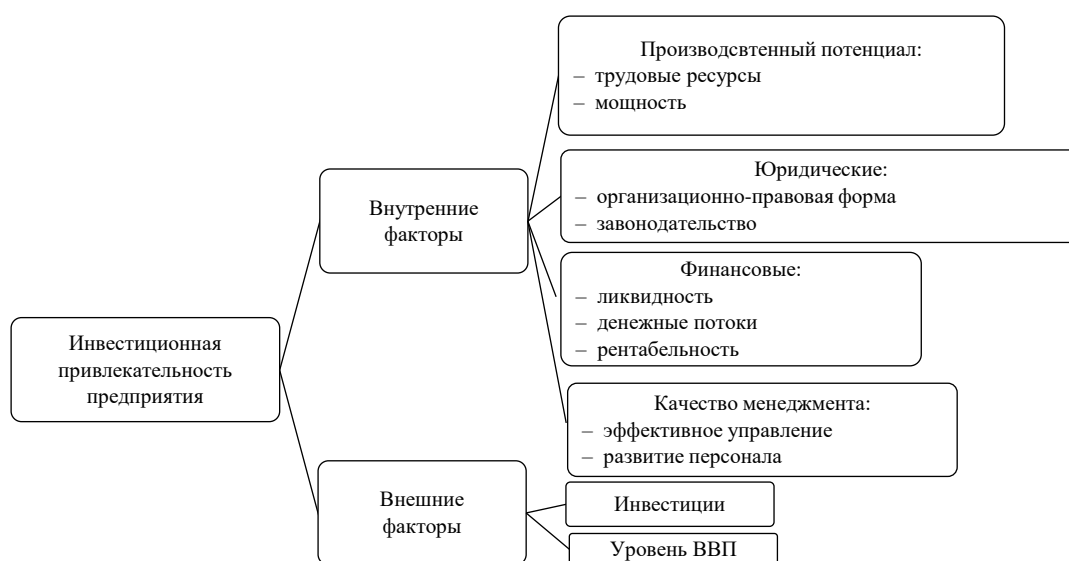 Производсвтенный потенциал:
– трудовые ресурсы
– мощность
Юридические:
– организационно-правовая форма
– завонодательство
Внутренние
факторы
Финансовые:
– ликвидность
– денежные потоки
– рентабельность
Инвестиционная
привлекательность
предприятия
Качество менеджмента:
– эффективное управление
– развитие персонала
Внешние
факторы
Инвестиции
Уровень ВВП